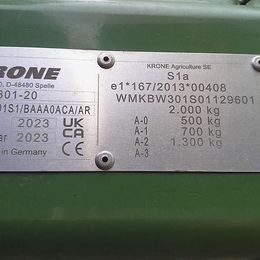 KRONE
0, D-48480 Spelle
301-20
01S1/BAAA0ACA/AR
2023 UK CA
ar 2023 CE
in Germany
KRONE Agriculture SE
S1a
e1*167/2013*00408
WMKBW301S01129601
2.000 kg
A-0 500 kg
A-1 700 kg
A-2 1.300 kg
A-3